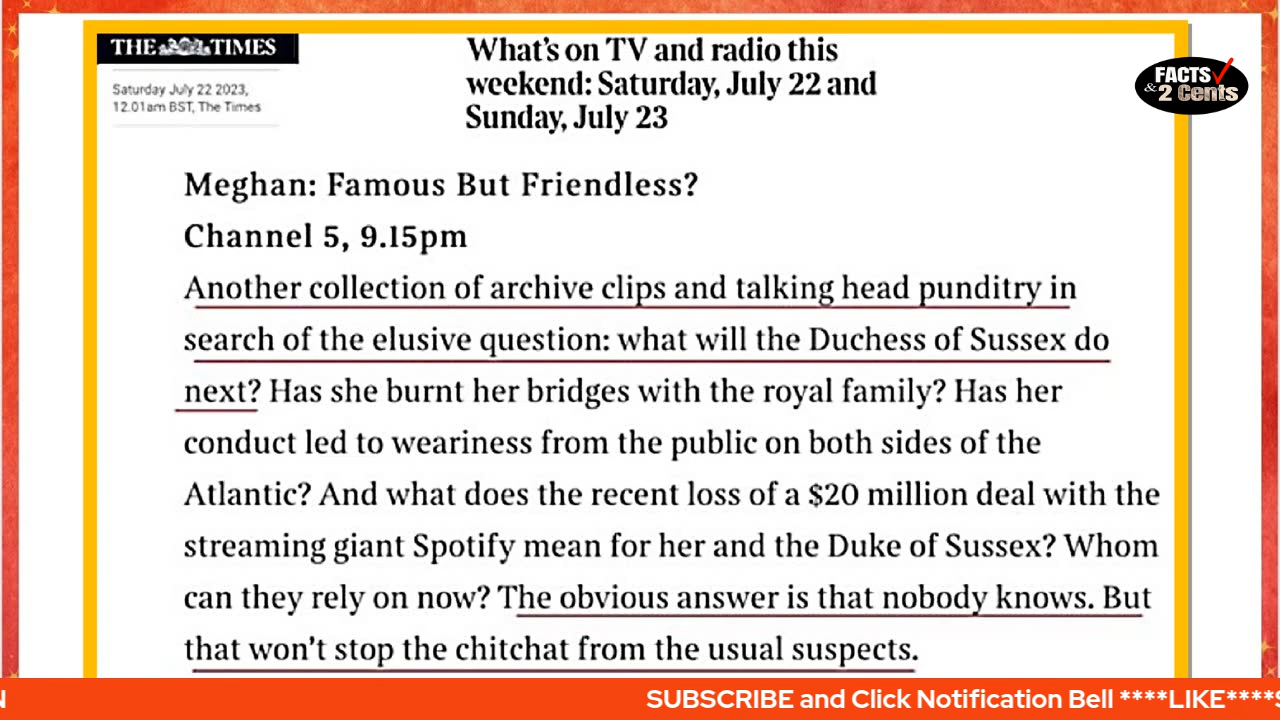 THE TIMES
Saturday July 22 2023,
12.01am BST, The Times
What's on TV and radio this
weekend: Saturday, July 22 and
Sunday, July 23
FACTS
& 2 Cents
Meghan: Famous But Friendless?
Channel 5, 9.15pm
Another collection of archive clips and talking head punditry in
search of the elusive question: what will the Duchess of Sussex do
next? Has she burnt her bridges with the royal family? Has her
conduct led to weariness from the public on both sides of the
Atlantic? And what does the recent loss of a $20 million deal with the
streaming giant Spotify mean for her and the Duke of Sussex? Whom
can they rely on now? The obvious answer is that nobody knows. But
that won't stop the chitchat from the usual suspects.
N SUBSCRIBE and Click Notification Bell ****LIKE****S